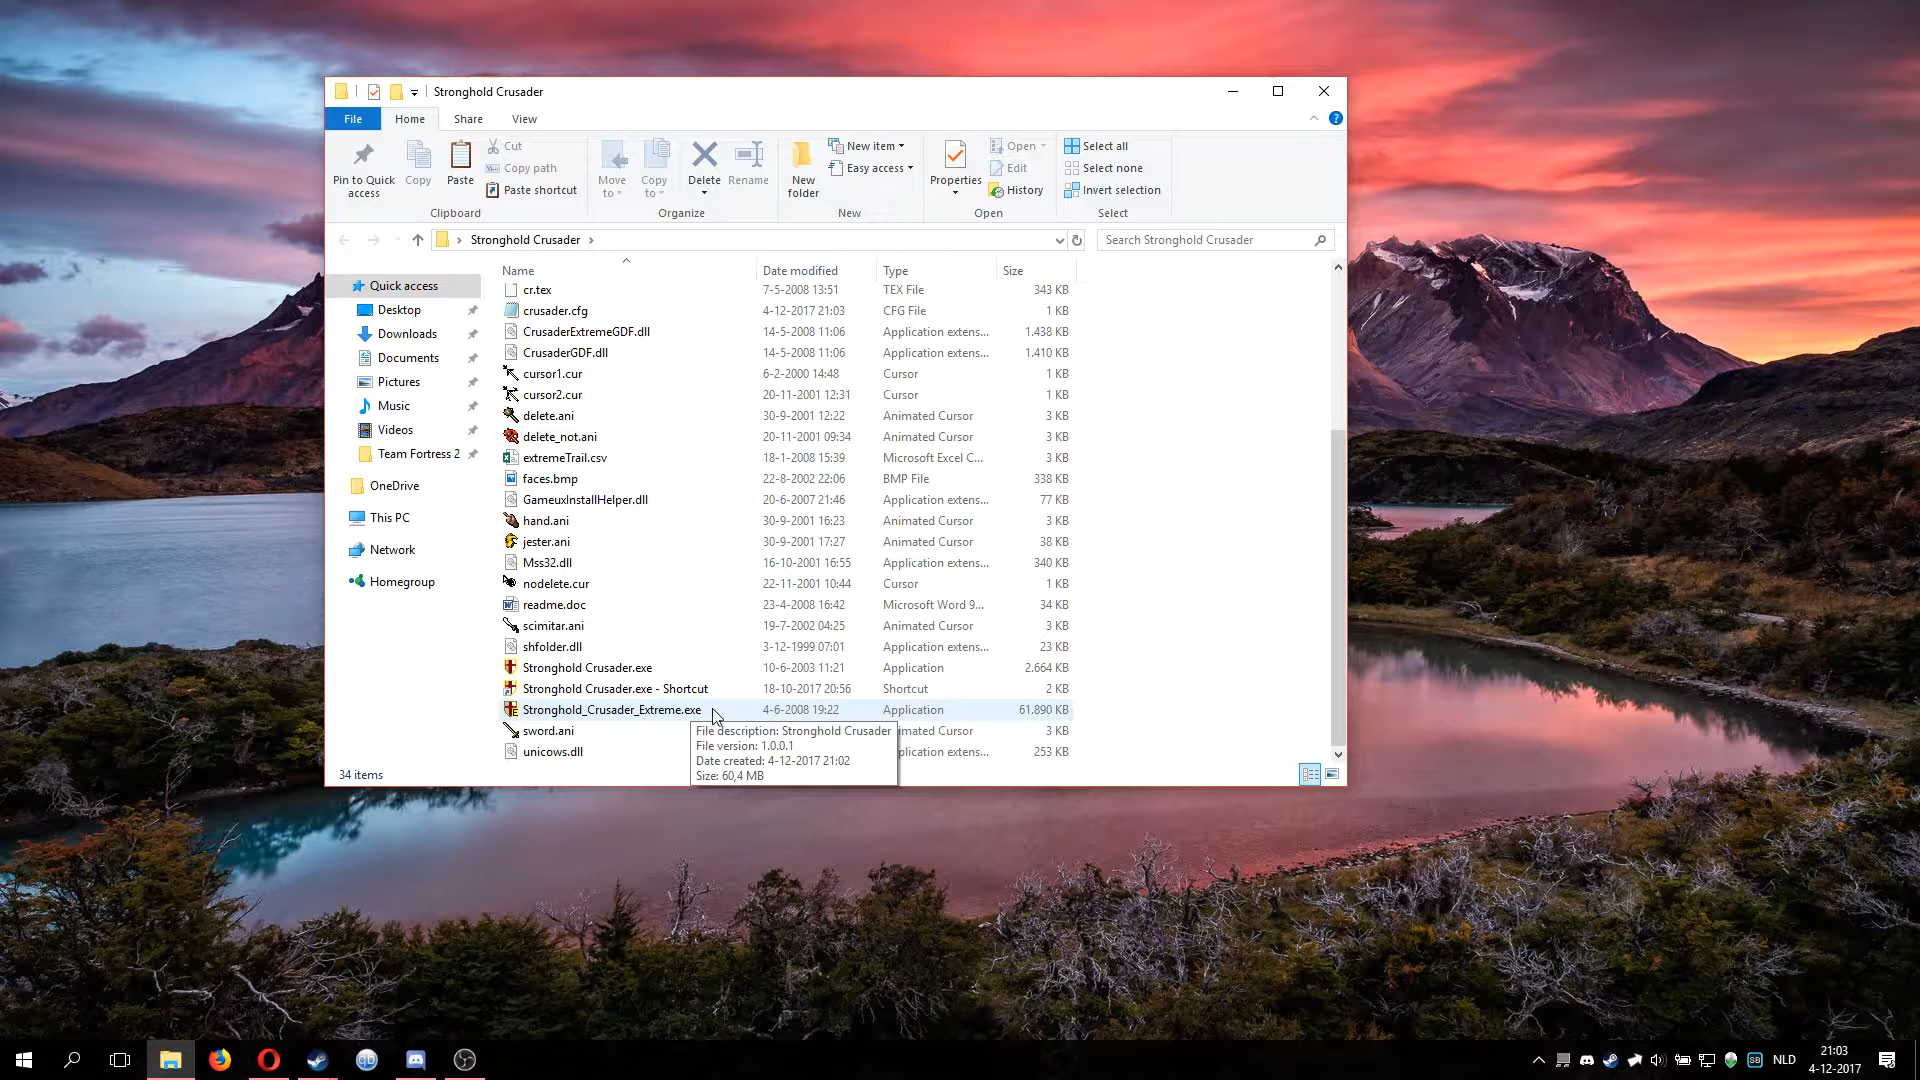 Stronghold Crusader
File Home Share View
Pin to Quick access
Copy
Paste
Cut
Copy path
Paste shortcut
Clipboard
Move to
Copy to
Delete
Rename
Organize
New folder
New item
Easy access
New
Properties
Open
Edit
History
Open
Select all
Select none
Invert selection
Select
Stronghold Crusader
Search Stronghold Crusader
Quick access
Desktop
Downloads
Documents
Pictures
Music
Videos
Team Fortress 2
OneDrive
This PC
Network
Homegroup
Name Date modified Type Size
cr.tex 7-5-2008 13:51 TEX File 343 KB
crusader.cfg 4-12-2017 21:03 CFG File 1 KB
CrusaderExtremeGDF.dll 14-5-2008 11:06 Application extens... 1.438 KB
CrusaderGDF.dll 14-5-2008 11:06 Application extens... 1.410 KB
cursor1.cur 6-2-2000 14:48 Cursor 1 KB
cursor2.cur 20-11-2001 12:31 Cursor 1 KB
delete.ani 30-9-2001 12:22 Animated Cursor 3 KB
delete_not.ani 20-11-2001 09:34 Animated Cursor 3 KB
extremeTrail.csv 18-1-2008 15:39 Microsoft Excel C... 3 KB
faces.bmp 22-8-2002 22:06 BMP File 338 KB
GameuxInstallHelper.dll 20-6-2007 21:46 Application extens... 77 KB
hand.ani 30-9-2001 16:23 Animated Cursor 3 KB
jester.ani 30-9-2001 17:27 Animated Cursor 38 KB
Mss32.dll 16-10-2001 16:55 Application extens... 340 KB
nodelete.cur 22-11-2001 10:44 Cursor 1 KB
readme.doc 23-4-2008 16:42 Microsoft Word 9... 34 KB
scimitar.ani 19-7-2002 04:25 Animated Cursor 3 KB
shfolder.dll 3-12-1999 07:01 Application extens... 23 KB
Stronghold Crusader.exe 10-6-2003 11:21 Application 2.664 KB
Stronghold Crusader.exe - Shortcut 18-10-2017 20:56 Shortcut 2 KB
Stronghold_Crusader_Extreme.exe 4-6-2008 19:22 Application 61.890 KB
sword.ani mated Cursor 3 KB
unicows.dll plication extens... 253 KB
File description: Stronghold Crusader
File version: 1.0.0.1
Date created: 4-12-2017 21:02
Size: 60,4 MB
34 items
NLD
21:03
4-12-2017